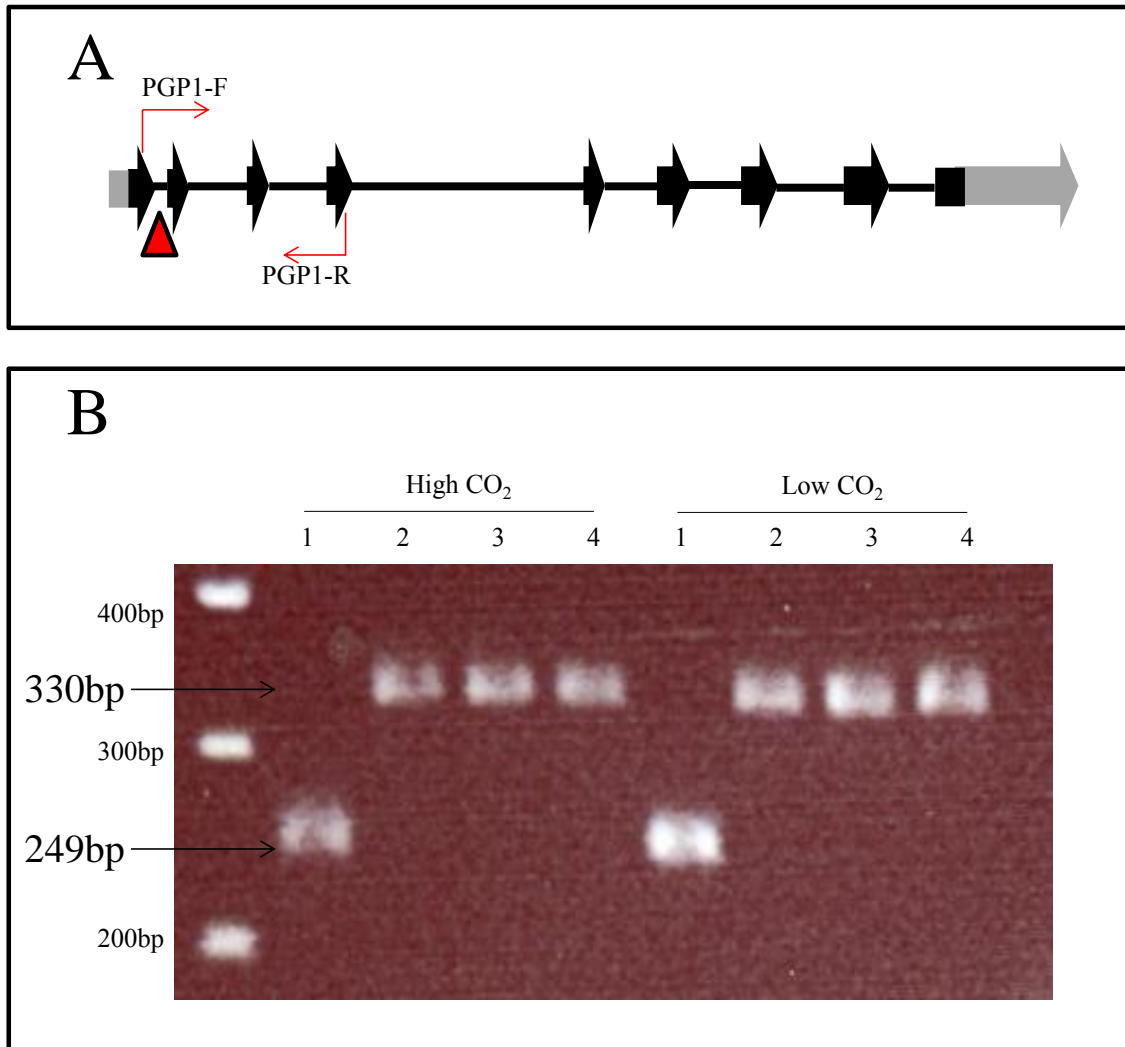 A
PGP1-F
PGP1-R
B
High CO₂ Low CO₂
1 2 3 4 1 2 3 4
400bp
330bp
300bp
249bp
200bp